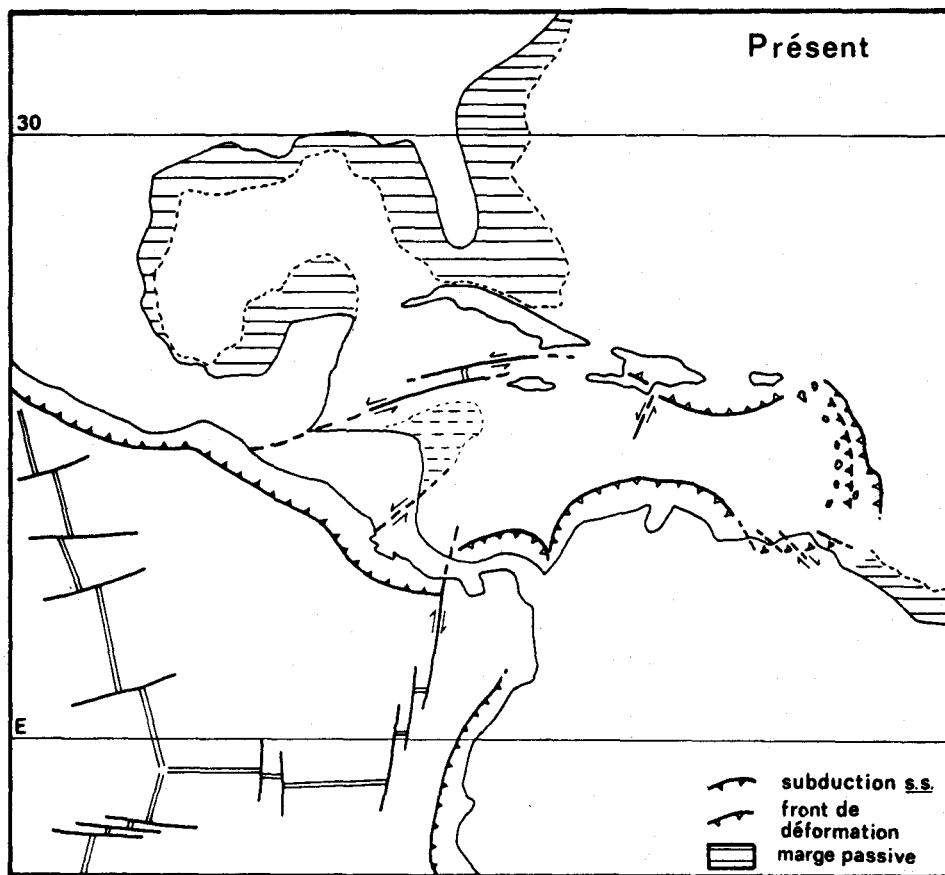 Présent
30
E
subduction s.s.
front de
déformation
marge passive